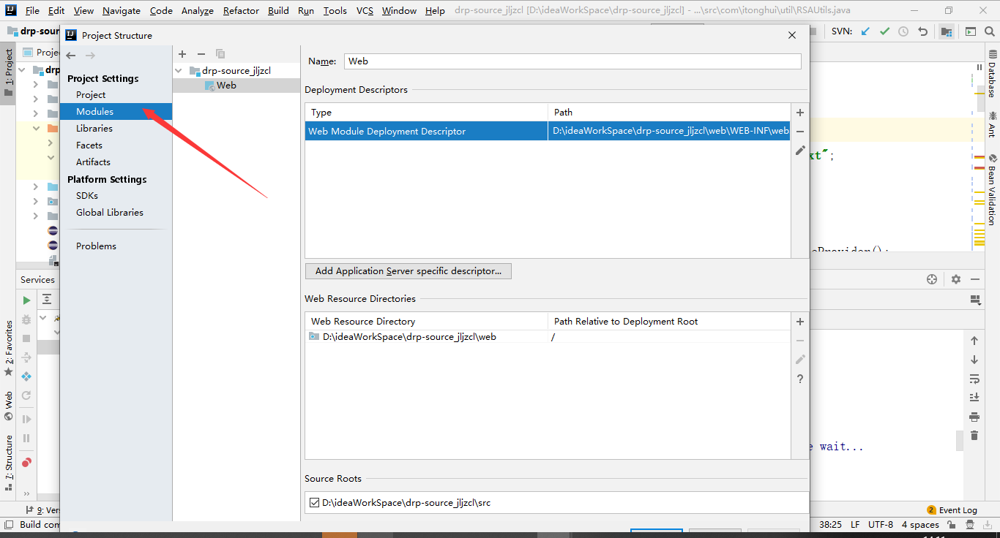 File Edit View Navigate Code Analyze Refactor Build Run Tools VCS Window Help drp-source_jljzcl [D:\ideaWorkSpace\drp-source_jljzcl] - ...\src\com\itonghui\util\RSAUtils.java
drp-sour
SVN:
Project Structure
1: Project
Proje
drp
Project Settings
Project
Modules
Libraries
Facets
Artifacts
Platform Settings
SDKs
Global Libraries
Problems
drp-source_jljzcl
Web
Name: Web
Deployment Descriptors
Type Path
Web Module Deployment Descriptor D:\ideaWorkSpace\drp-source_jljzcl\web\WEB-INF\web
Add Application Server specific descriptor...
Web Resource Directories
Web Resource Directory Path Relative to Deployment Root
D:\ideaWorkSpace\drp-source_jljzcl\web /
?
Source Roots
D:\ideaWorkSpace\drp-source_jljzcl\src
xt";
eProvider();
e wait...
Database
Ant
Bean Validation
Services
2: Favorites
Web
7: Structure
9: Vers
2 Event Log
Build com
38:25 LF UTF-8 4 spaces